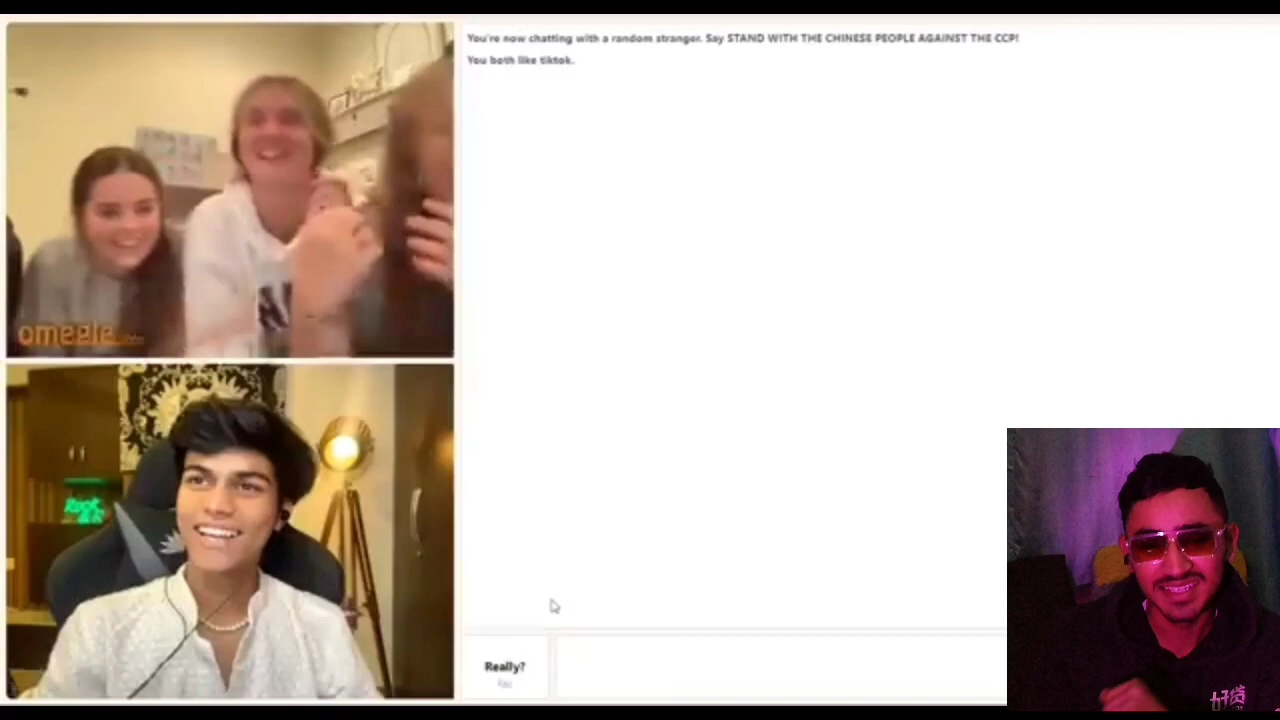 You're now chatting with a random stranger. Say STAND WITH THE CHINESE PEOPLE AGAINST THE CCP!
You both like tiktok.
omegle
Really?
Esc